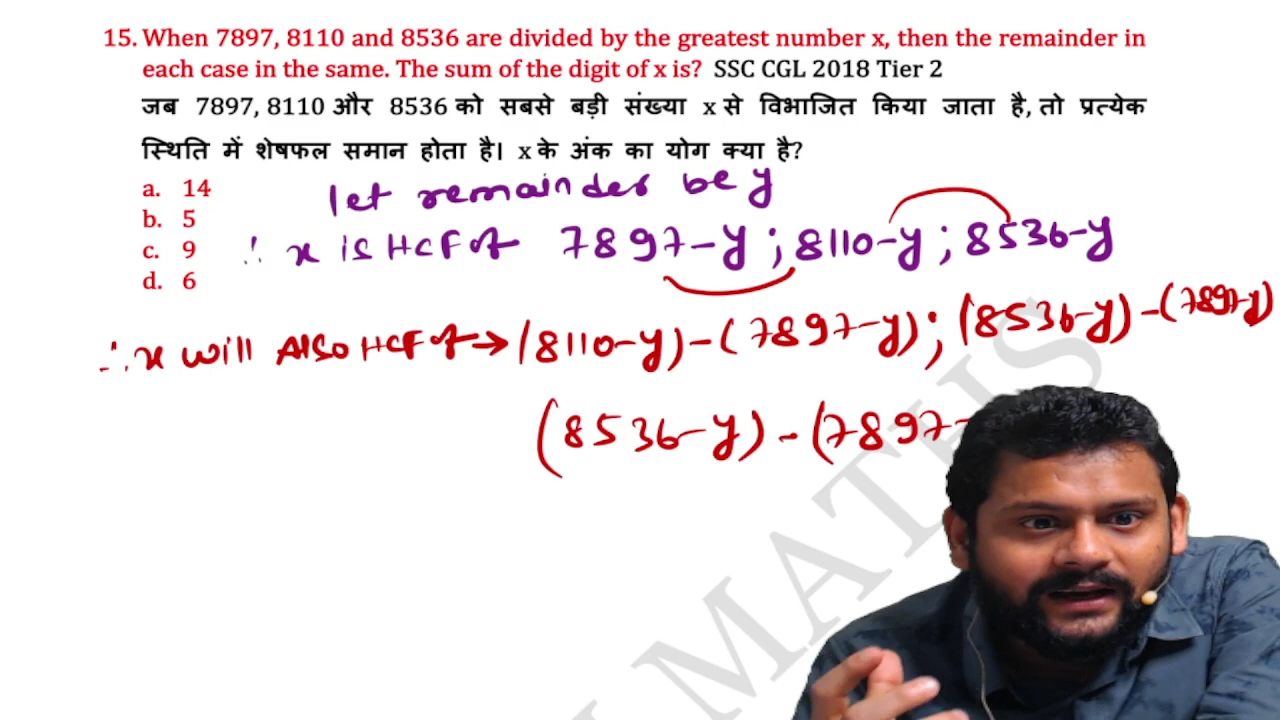 15. When 7897, 8110 and 8536 are divided by the greatest number x, then the remainder in
each case in the same. The sum of the digit of x is? SSC CGL 2018 Tier 2
जब 7897, 8110 और 8536 को सबसे बड़ी संख्या x से विभाजित किया जाता है, तो प्रत्येक
स्थिति में शेषफल समान होता है। x के अंक का योग क्या है?
a. 14
b. 5
c. 9
d. 6
let remainder be y
∴ x is HCF of 7897-y ; 8110-y ; 8536-y
∴ x will Also HCF of → (8110-y)-(7897-y); (8536-y)-(7897-y)
(8536-y)-(7897-
MATHS